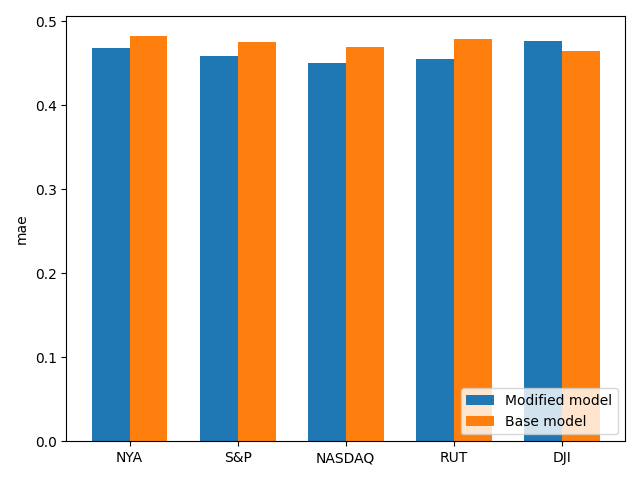 0.5
0.4
0.3
0.2
0.1
0.0
mae
NYA
S&P
NASDAQ
RUT
DJI
Modified model
Base model